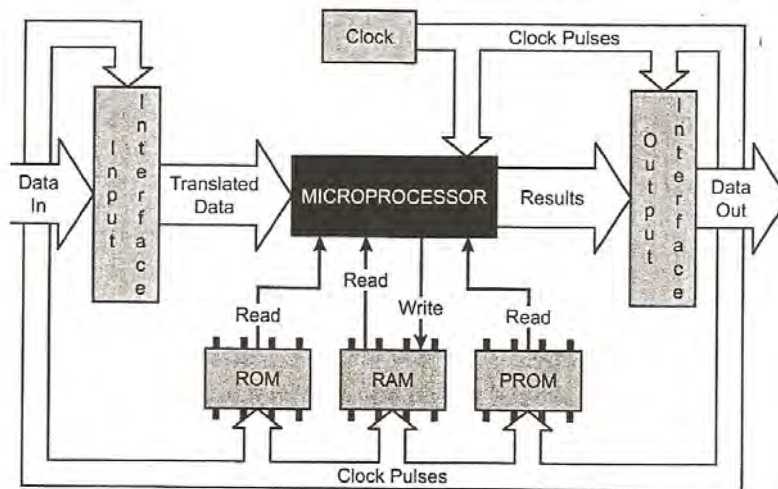 Clock
Clock Pulses
Input
Interface
Output
Interface
Data
In
Translated
Data
MICROPROCESSOR
Results
Data
Out
Read
Read
Write
Read
ROM
RAM
PROM
Clock Pulses